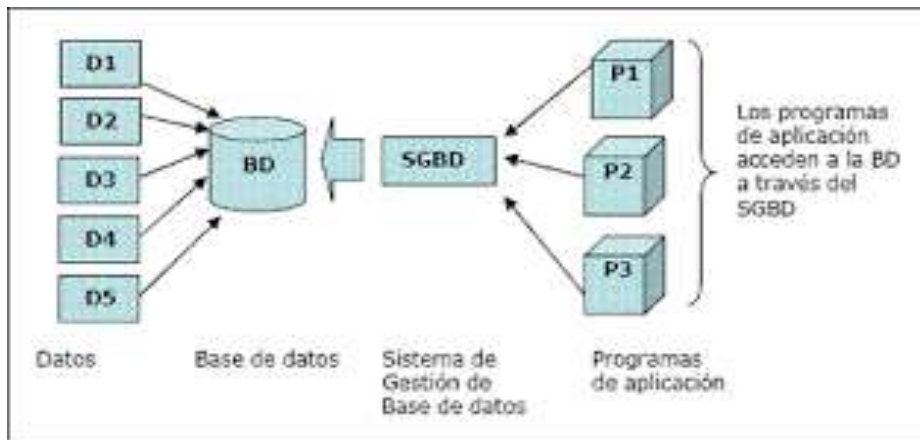 D1
D2
D3
D4
D5
BD
SGBD
P1
P2
P3
Los programas
de aplicación
acceden a la BD
a través del
SGBD
Datos
Base de datos
Sistema de
Gestión de
Base de datos
Programas
de aplicación